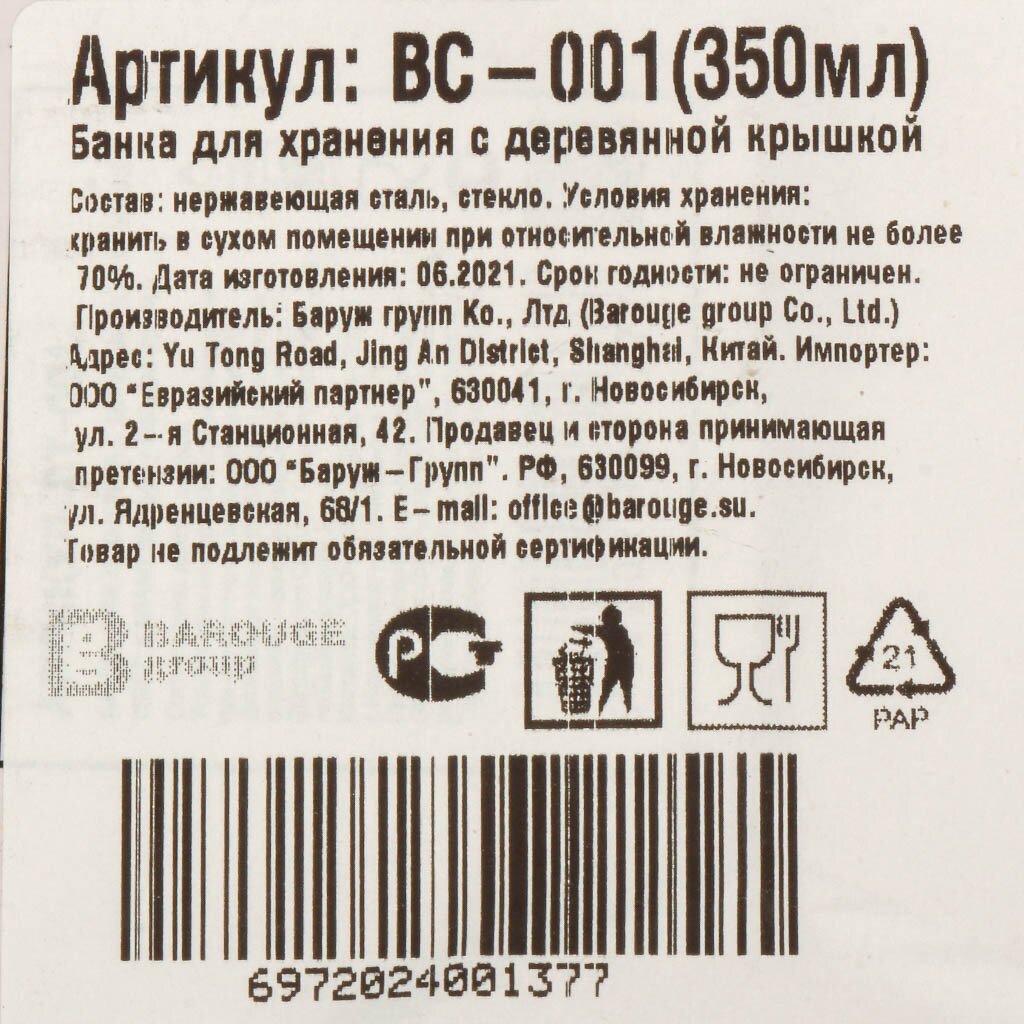 Артикул: BC-001(350мл)
Банка для хранения с деревянной крышкой
Состав: нержавеющая сталь, стекло. Условия хранения:
хранить в сухом помещении при относительной влажности не более
70%. Дата изготовления: 06.2021. Срок годности: не ограничен.
Производитель: Баруж групп Ко., Лтд (Barouge group Co., Ltd.)
Адрес: Yu Tong Road, Jing An District, Shanghai, Китай. Импортер:
ООО "Евразийский партнер", 630041, г. Новосибирск,
ул. 2-я Станционная, 42. Продавец и сторона принимающая
претензии: ООО "Баруж-Групп". РФ, 630099, г. Новосибирск,
ул. Ядренцевская, 68/1. E-mail: office@barouge.su.
Товар не подлежит обязательной сертификации.
B BAROUGE
group
РС
21
PAP
6972024001377